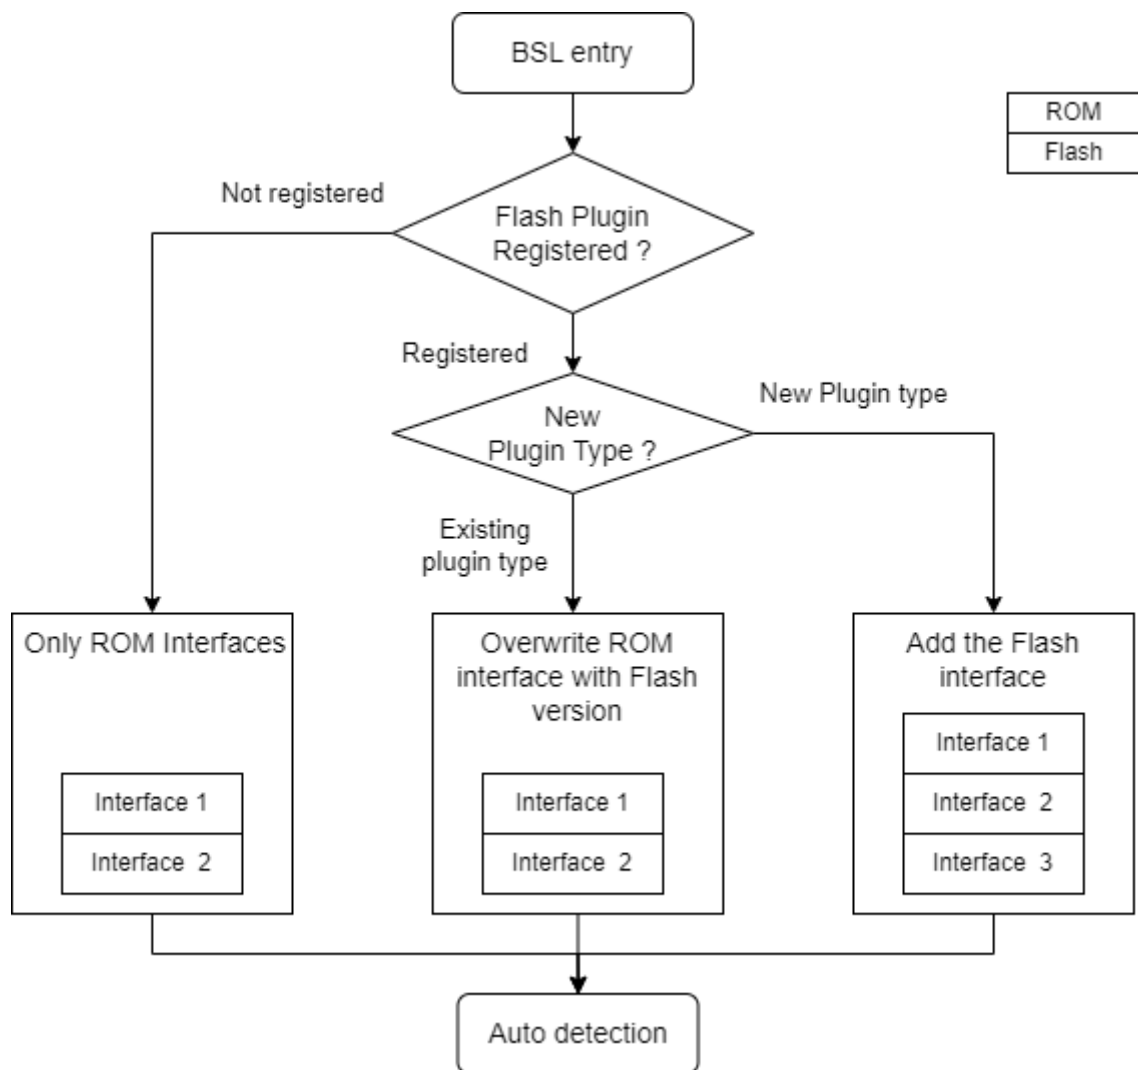 BSL entry
ROM
Flash
Not registered
Flash Plugin
Registered ?
Registered
New Plugin type
New
Plugin Type ?
Existing
plugin type
Only ROM Interfaces
Interface 1
Interface 2
Overwrite ROM
interface with Flash
version
Interface 1
Interface 2
Add the Flash
interface
Interface 1
Interface 2
Interface 3
Auto detection